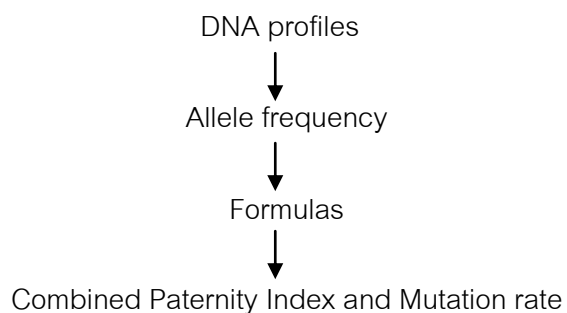 DNA profiles
Allele frequency
Formulas
Combined Paternity Index and Mutation rate